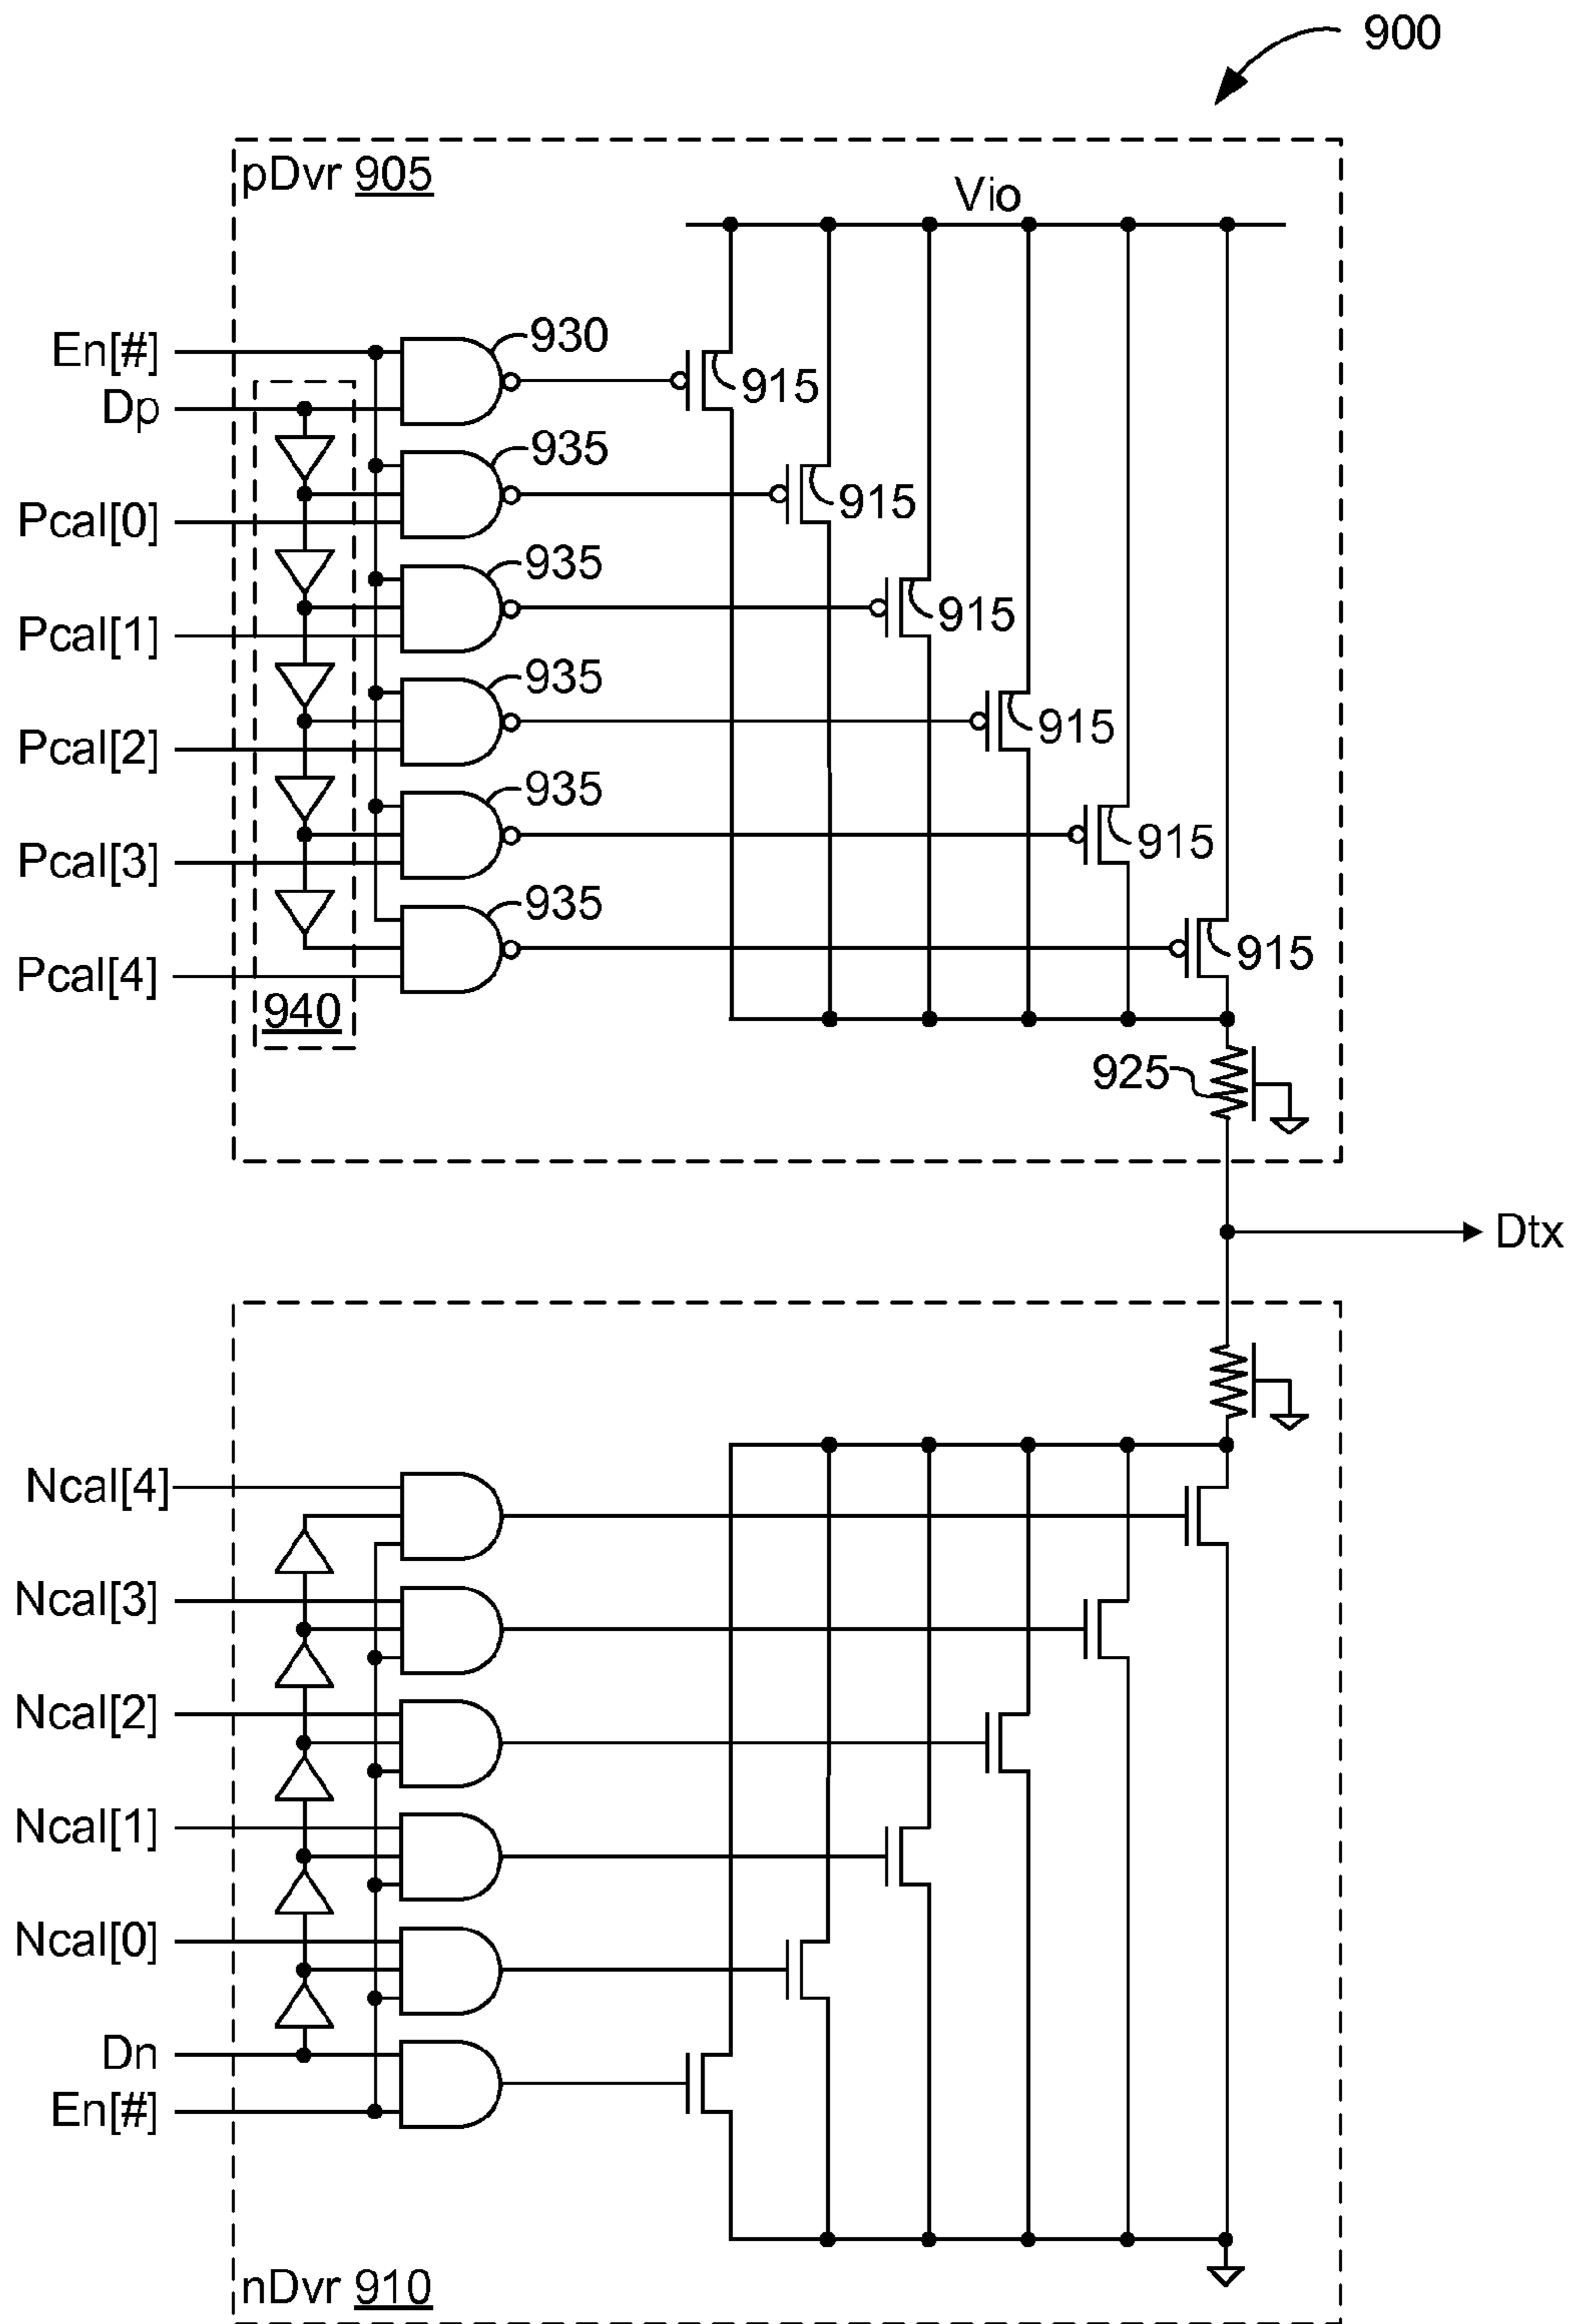 900
pDvr 905
Vio
En[#]
930
Dp
915
935
Pcal[0]
915
935
Pcal[1]
915
935
Pcal[2]
915
935
Pcal[3]
915
935
Pcal[4]
915
940
925
Dtx
Ncal[4]
Ncal[3]
Ncal[2]
Ncal[1]
Ncal[0]
Dn
En[#]
nDvr 910